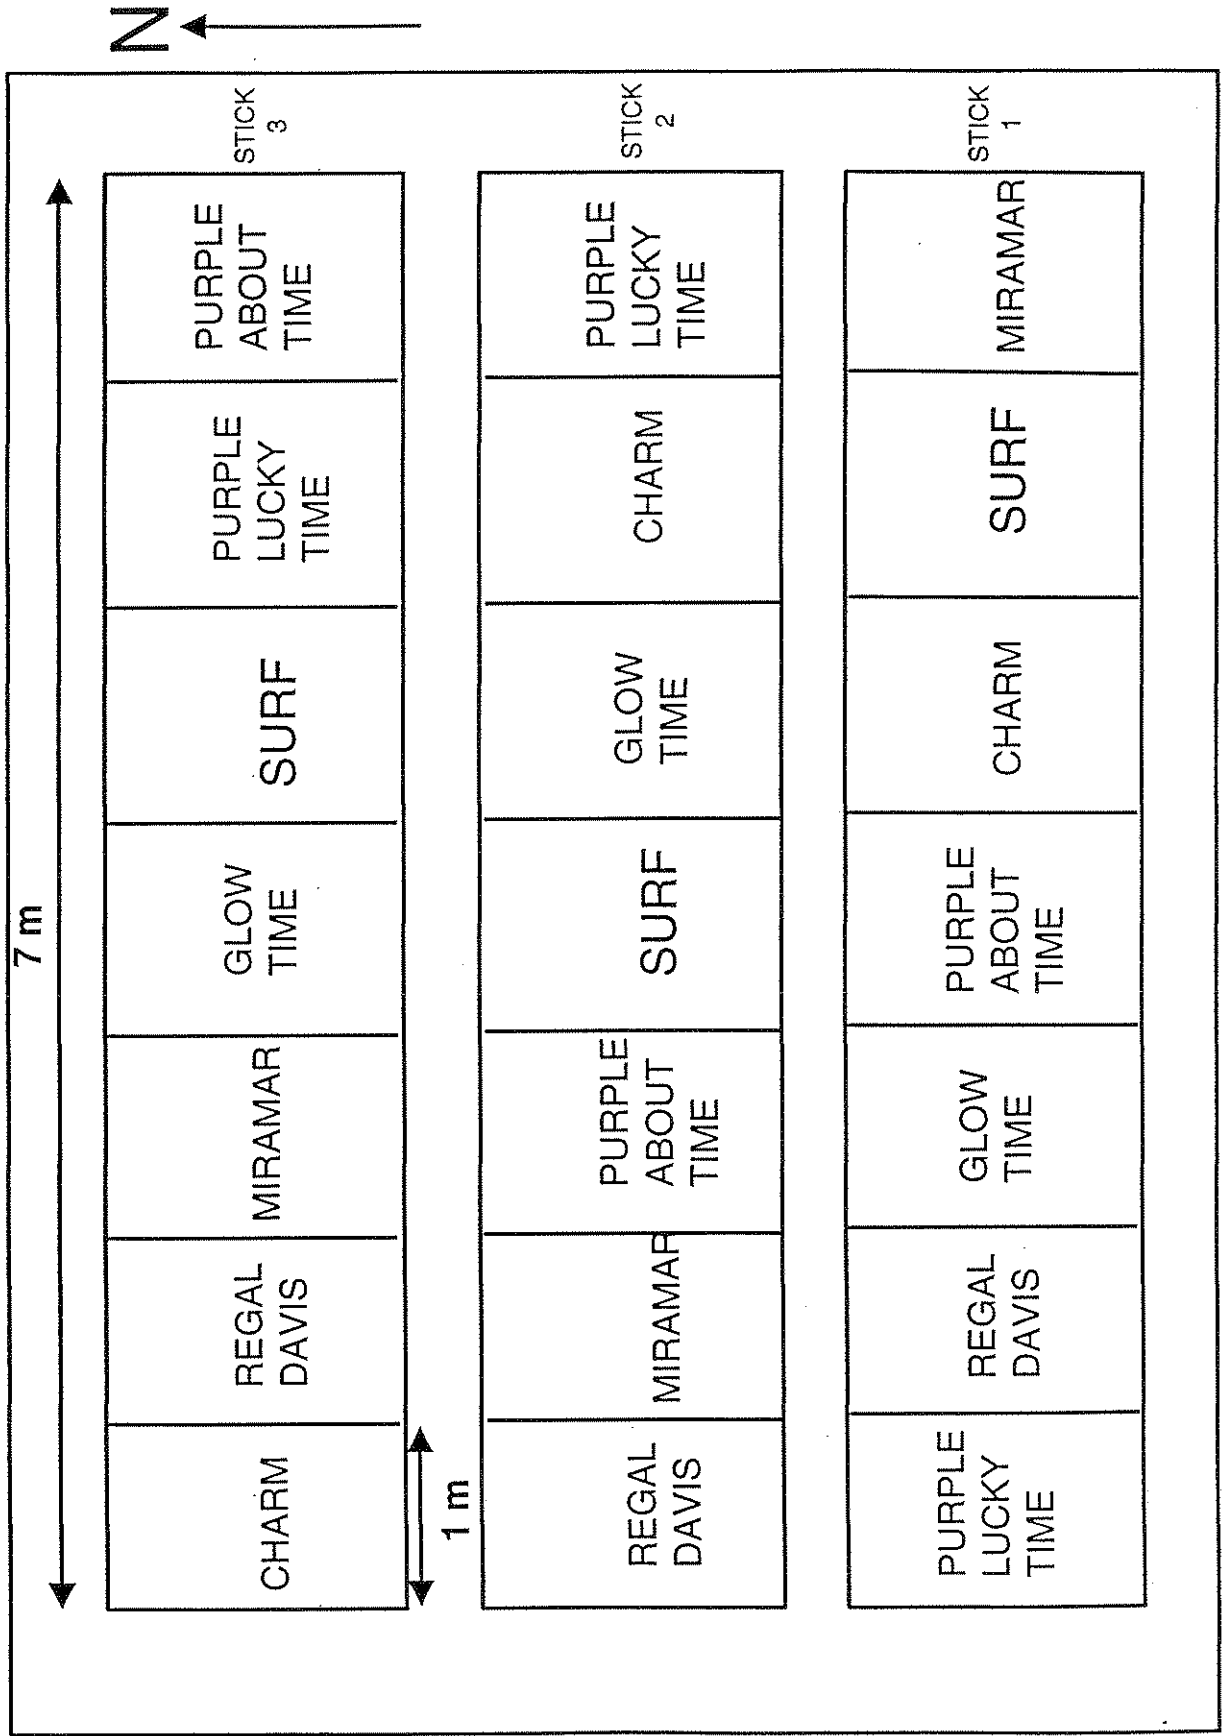 N
7 m
CHARM
REGAL
DAVIS
MIRAMAR
GLOW
TIME
SURF
PURPLE
LUCKY
TIME
PURPLE
ABOUT
TIME
STICK
3
1 m
REGAL
DAVIS
MIRAMAR
PURPLE
ABOUT
TIME
SURF
GLOW
TIME
CHARM
PURPLE
LUCKY
TIME
STICK
2
PURPLE
LUCKY
TIME
REGAL
DAVIS
GLOW
TIME
PURPLE
ABOUT
TIME
CHARM
SURF
MIRAMAR
STICK
1